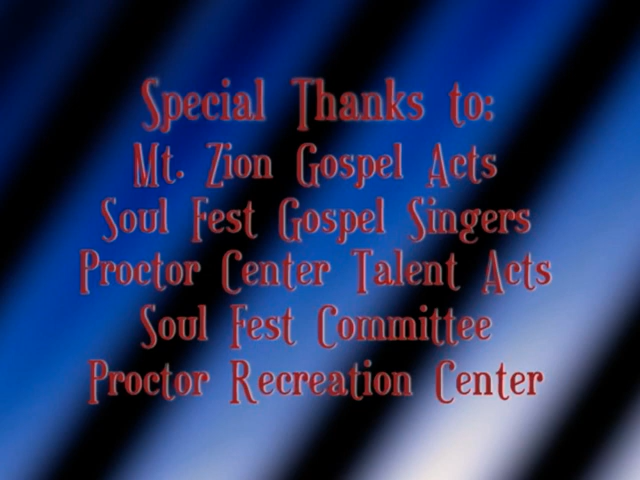 Special Thanks to:
Mt. Zion Gospel Acts
Soul Fest Gospel Singers
Proctor Center Talent Acts
Soul Fest Committee
Proctor Recreation Center